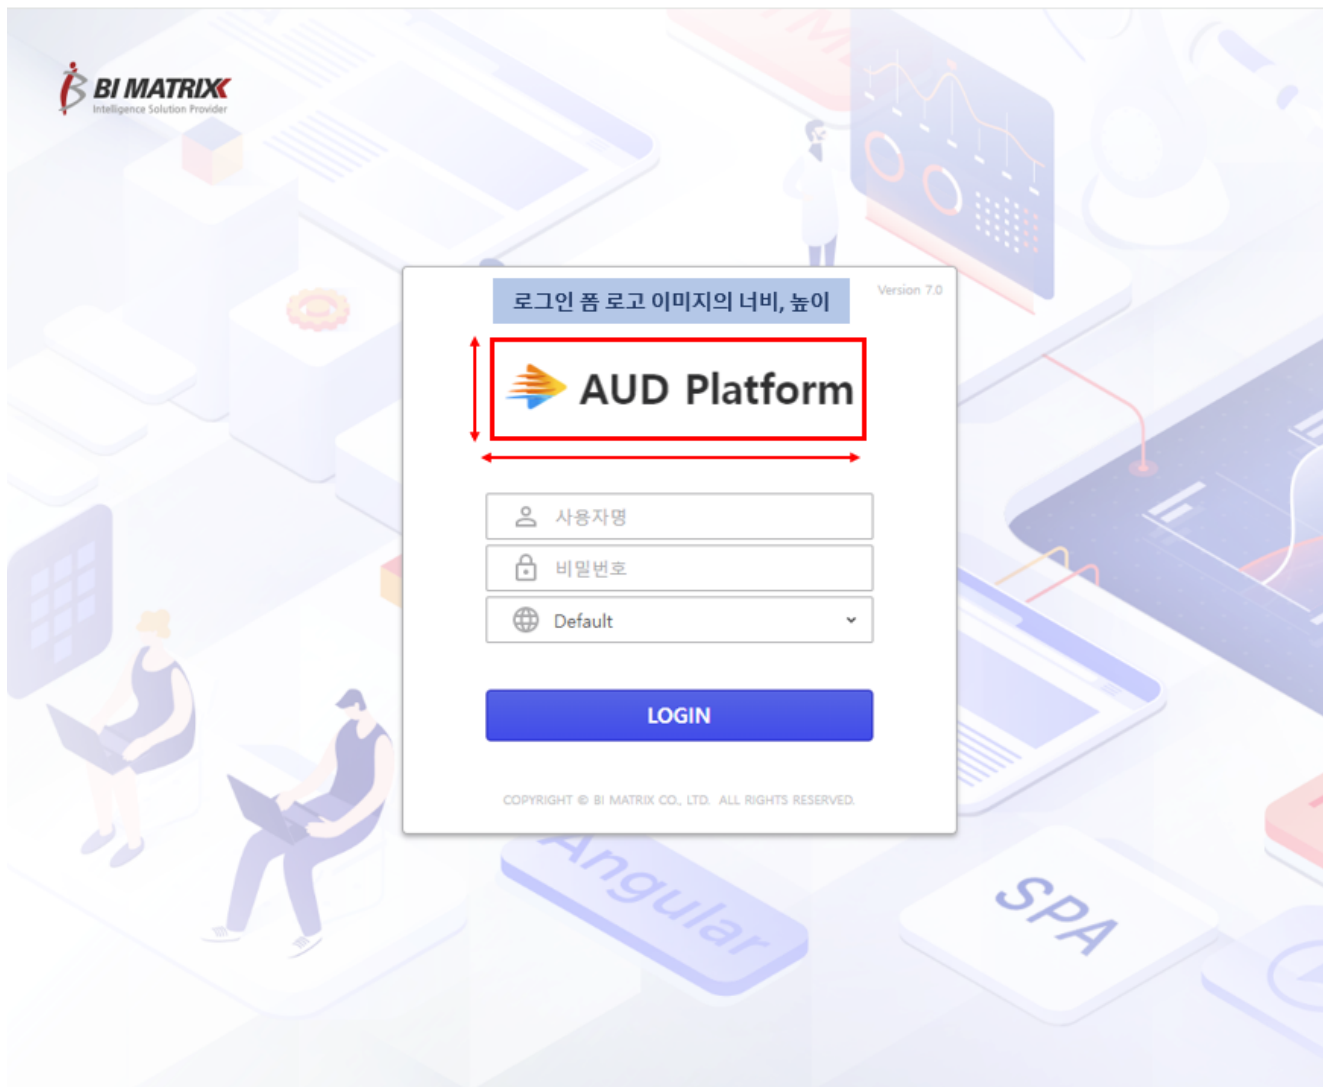 BI MATRIX
Intelligence Solution Provider
로그인 폼 로고 이미지의 너비, 높이
Version 7.0
AUD Platform
사용자명
비밀번호
Default
LOGIN
COPYRIGHT © BI MATRIX CO., LTD. ALL RIGHTS RESERVED.
Angular
SPA